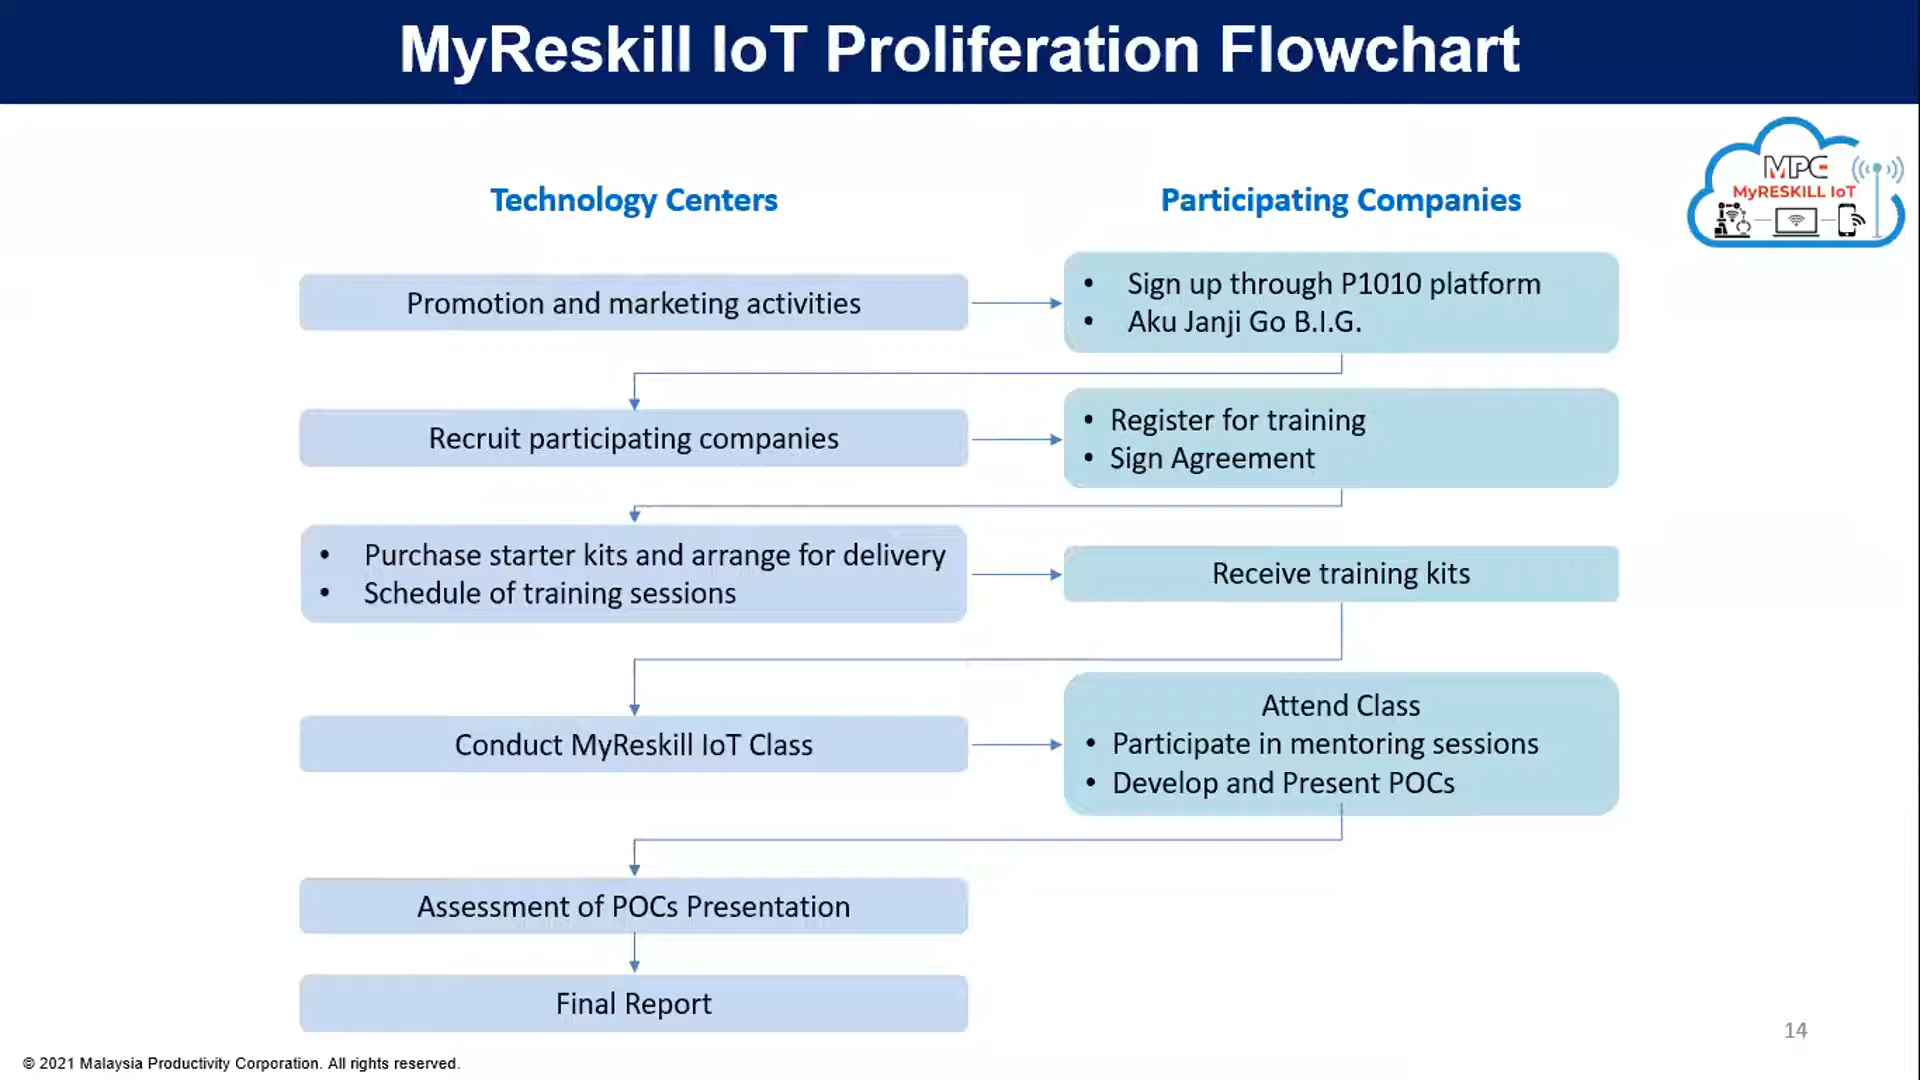 MyReskill IoT Proliferation Flowchart
MPC
MyRESKILL IoT
Technology Centers
Participating Companies
Promotion and marketing activities
• Sign up through P1010 platform
• Aku Janji Go B.I.G.
Recruit participating companies
• Register for training
• Sign Agreement
• Purchase starter kits and arrange for delivery
• Schedule of training sessions
Receive training kits
Conduct MyReskill IoT Class
Attend Class
• Participate in mentoring sessions
• Develop and Present POCs
Assessment of POCs Presentation
Final Report
14
© 2021 Malaysia Productivity Corporation. All rights reserved.